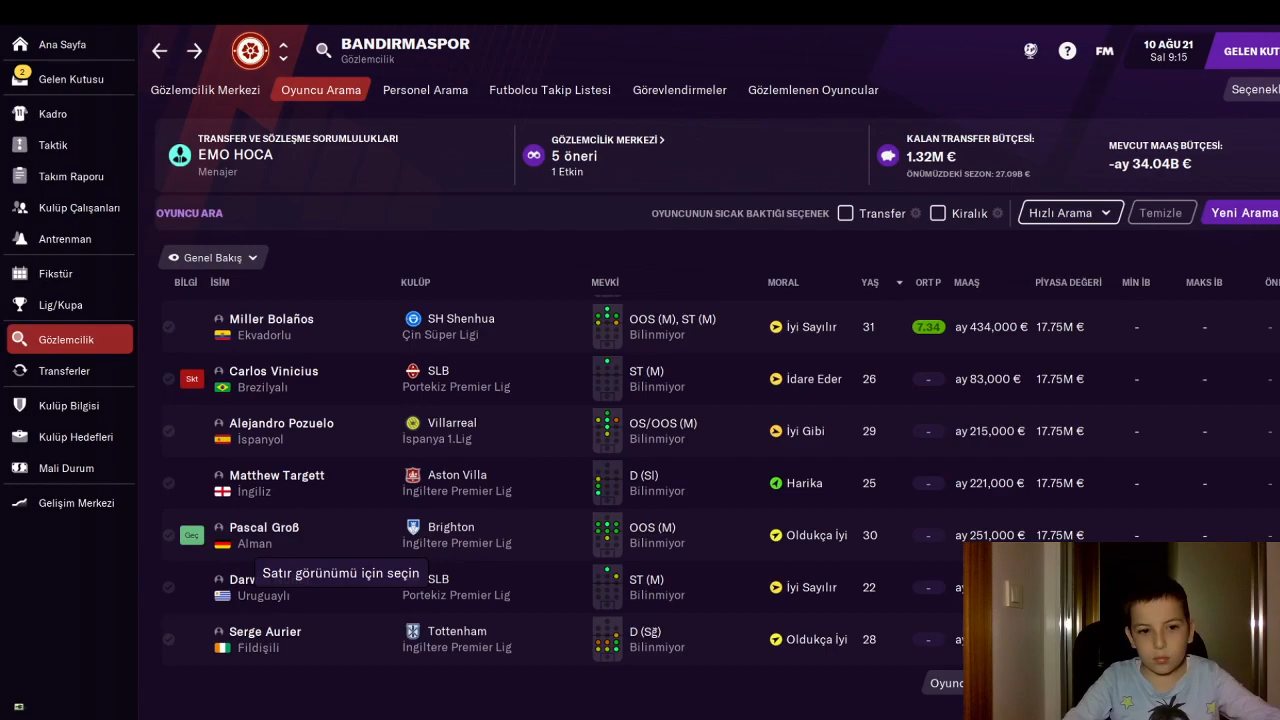 Ana Sayfa
2
Gelen Kutusu
11
Kadro
Taktik
Takım Raporu
Kulüp Çalışanları
Antrenman
Fikstür
Lig/Kupa
Gözlemcilik
Transferler
Kulüp Bilgisi
Kulüp Hedefleri
Mali Durum
Gelişim Merkezi
BANDIRMASPOR
Gözlemcilik
?
FM
10 AĞU 21
Sal 9:15
GELEN KUT
Gözlemcilik Merkezi
Oyuncu Arama
Personel Arama
Futbolcu Takip Listesi
Görevlendirmeler
Gözlemlenen Oyuncular
Seçenekl
TRANSFER VE SÖZLEŞME SORUMLULUKLARI
EMO HOCA
Menajer
GÖZLEMCİLİK MERKEZİ >
5 öneri
1 Etkin
KALAN TRANSFER BÜTÇESİ:
1.32M €
ÖNÜMÜZDEKİ SEZON: 27.09B €
MEVCUT MAAŞ BÜTÇESİ:
-ay 34.04B €
OYUNCU ARA
OYUNCUNUN SICAK BAKTIĞI SEÇENEK
Transfer
Kiralık
Hızlı Arama
Temizle
Yeni Arama
Genel Bakış
BİLGİ İSİM KULÜP MEVKİ MORAL YAŞ ORT P MAAŞ PİYASA DEĞERİ MİN İB MAKS İB ÖN
Miller Bolaños SH Shenhua OOS (M), ST (M) İyi Sayılır 31 7.34 ay 434,000 € 17.75M € - - -
Ekvadorlu Çin Süper Ligi Bilinmiyor
Skt Carlos Vinicius SLB ST (M) İdare Eder 26 - ay 83,000 € 17.75M € - - -
Brezilyalı Portekiz Premier Lig Bilinmiyor
Alejandro Pozuelo Villarreal OS/OOS (M) İyi Gibi 29 - ay 215,000 € 17.75M € - - -
İspanyol İspanya 1.Lig Bilinmiyor
Matthew Targett Aston Villa D (Sl) Harika 25 - ay 221,000 € 17.75M € - - -
İngiliz İngiltere Premier Lig Bilinmiyor
Geç Pascal Groß Brighton OOS (M) Oldukça İyi 30 - ay 251,000 € 17.75M € - - -
Alman İngiltere Premier Lig Bilinmiyor
Satır görünümü için seçin
Darw SLB ST (M) İyi Sayılır 22 - ay
Uruguaylı Portekiz Premier Lig Bilinmiyor
Serge Aurier Tottenham D (Sğ) Oldukça İyi 28 - ay
Fildişili İngiltere Premier Lig Bilinmiyor
Oyunc